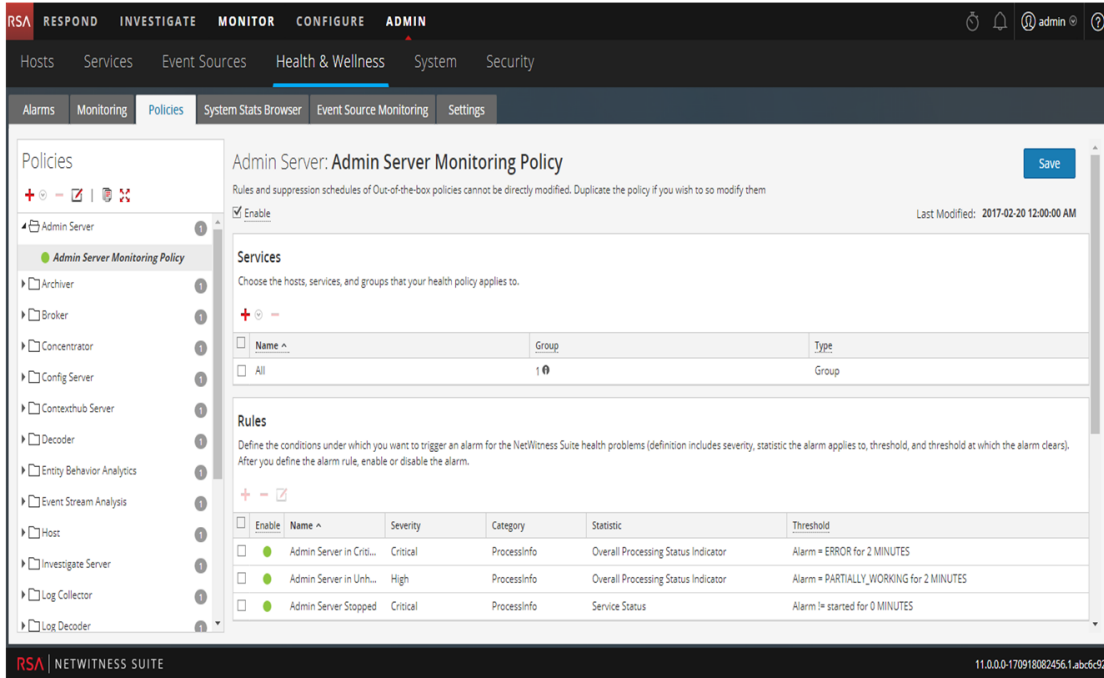 RSA RESPOND INVESTIGATE MONITOR CONFIGURE ADMIN admin ?
Hosts Services Event Sources Health & Wellness System Security
Alarms Monitoring Policies System Stats Browser Event Source Monitoring Settings
Policies
Admin Server 1
Admin Server Monitoring Policy
Archiver 1
Broker 1
Concentrator 1
Config Server 1
Contexthub Server 1
Decoder 1
Entity Behavior Analytics 1
Event Stream Analysis 1
Host 1
Investigate Server 1
Log Collector 1
Log Decoder 1
Admin Server: Admin Server Monitoring Policy Save
Rules and suppression schedules of Out-of-the-box policies cannot be directly modified. Duplicate the policy if you wish to so modify them
Enable Last Modified: 2017-02-20 12:00:00 AM
Services
Choose the hosts, services, and groups that your health policy applies to.
Name Group Type
All 1 Group
Rules
Define the conditions under which you want to trigger an alarm for the NetWitness Suite health problems (definition includes severity, statistic the alarm applies to, threshold, and threshold at which the alarm clears).
After you define the alarm rule, enable or disable the alarm.
Enable Name Severity Category Statistic Threshold
Admin Server in Criti... Critical ProcessInfo Overall Processing Status Indicator Alarm = ERROR for 2 MINUTES
Admin Server in Unh... High ProcessInfo Overall Processing Status Indicator Alarm = PARTIALLY_WORKING for 2 MINUTES
Admin Server Stopped Critical ProcessInfo Service Status Alarm != started for 0 MINUTES
RSA NETWITNESS SUITE 11.0.0.0-170918082456.1.abc6c92